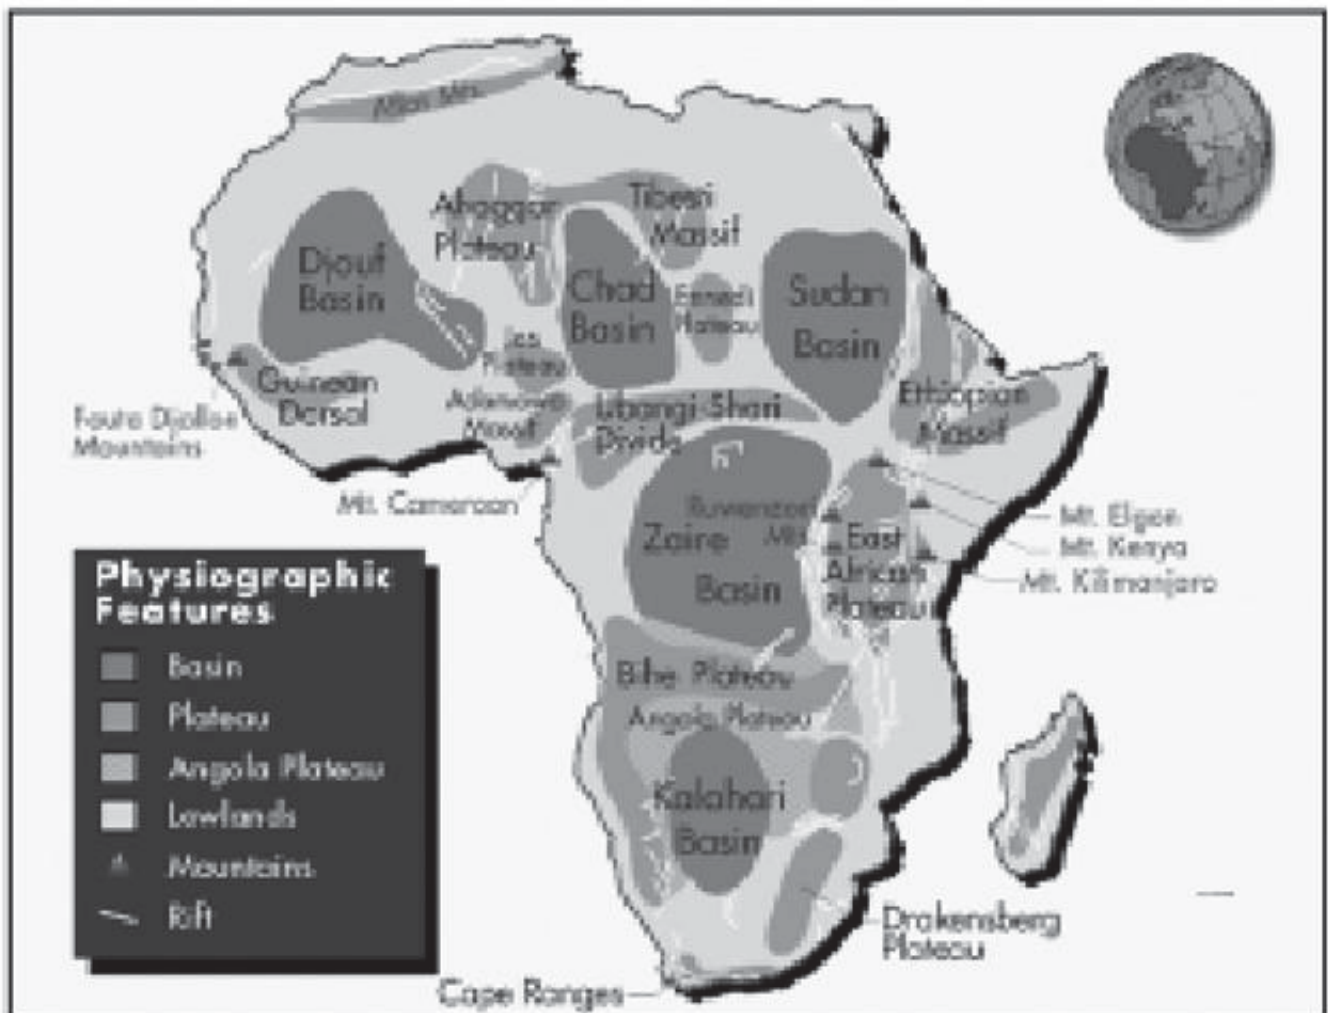 Atlas Mts.
Ahaggar
Plateau
Tibesti
Massif
Djouf
Basin
Chad
Basin
Ennedi
Plateau
Sudan
Basin
Jos
Plateau
Guinean
Dorsal
Adamawa
Massif
Ubangi-Shari
Divide
Ethiopian
Massif
Fouta Djallon
Mountains
Mt. Cameroon
Ruwenzori
Mts.
Zaire
Basin
East
African
Plateau
Mt. Elgon
Mt. Kenya
Mt. Kilimanjaro
Physiographic
Features
Basin
Plateau
Angola Plateau
Lowlands
Mountains
Rift
Bihe Plateau
Angola Plateau
Kalahari
Basin
Drakensberg
Plateau
Cape Ranges